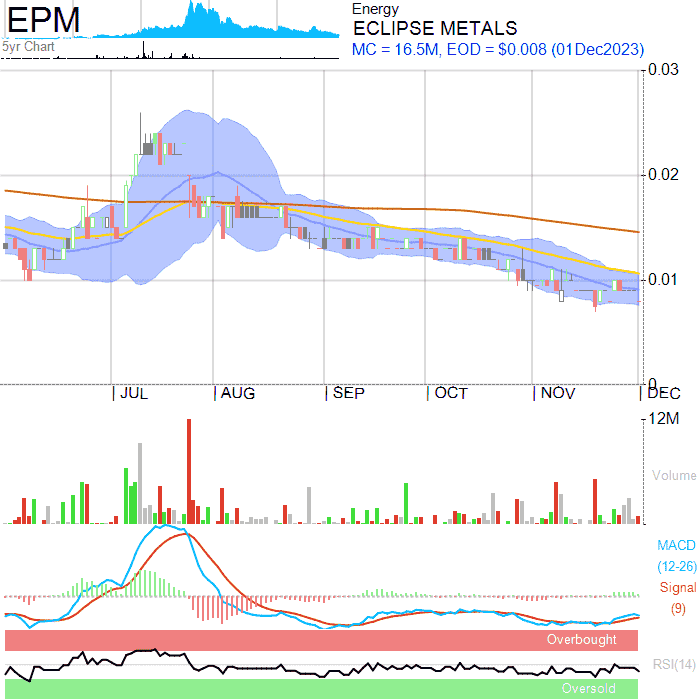 EPM
5yr Chart
Energy
ECLIPSE METALS
MC = 16.5M, EOD = $0.008 (01Dec2023)
0.03
0.02
0.01
0
JUL AUG SEP OCT NOV DEC
12M
Volume
MACD
(12-26)
Signal
(9)
Overbought
RSI(14)
Oversold